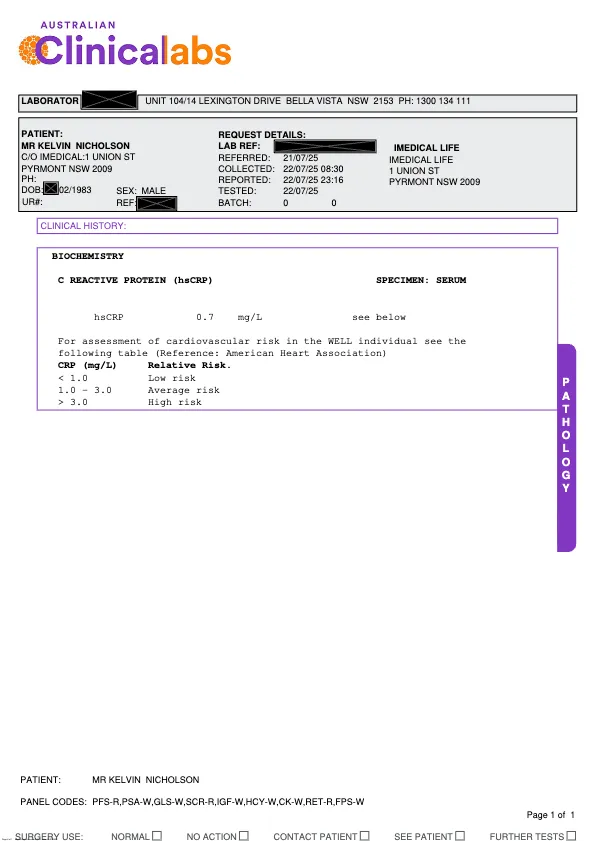 AUSTRALIAN
Clinicalabs
LABORATOR UNIT 104/14 LEXINGTON DRIVE BELLA VISTA NSW 2153 PH: 1300 134 111
PATIENT:
MR KELVIN NICHOLSON
C/O IMEDICAL:1 UNION ST
PYRMONT NSW 2009
PH:
DOB: 02/1983 SEX: MALE
UR#: REF:
REQUEST DETAILS:
LAB REF:
REFERRED: 21/07/25
COLLECTED: 22/07/25 08:30
REPORTED: 22/07/25 23:16
TESTED: 22/07/25
BATCH: 0 0
IMEDICAL LIFE
IMEDICAL LIFE
1 UNION ST
PYRMONT NSW 2009
CLINICAL HISTORY:
BIOCHEMISTRY
C REACTIVE PROTEIN (hsCRP) SPECIMEN: SERUM
hsCRP 0.7 mg/L see below
For assessment of cardiovascular risk in the WELL individual see the
following table (Reference: American Heart Association)
CRP (mg/L) Relative Risk.
< 1.0 Low risk
1.0 - 3.0 Average risk
> 3.0 High risk
PATHOLOGY
PATIENT: MR KELVIN NICHOLSON
PANEL CODES: PFS-R,PSA-W,GLS-W,SCR-R,IGF-W,HCY-W,CK-W,RET-R,FPS-W
Page 1 of 1
SURGERY USE: NORMAL NO ACTION CONTACT PATIENT SEE PATIENT FURTHER TESTS